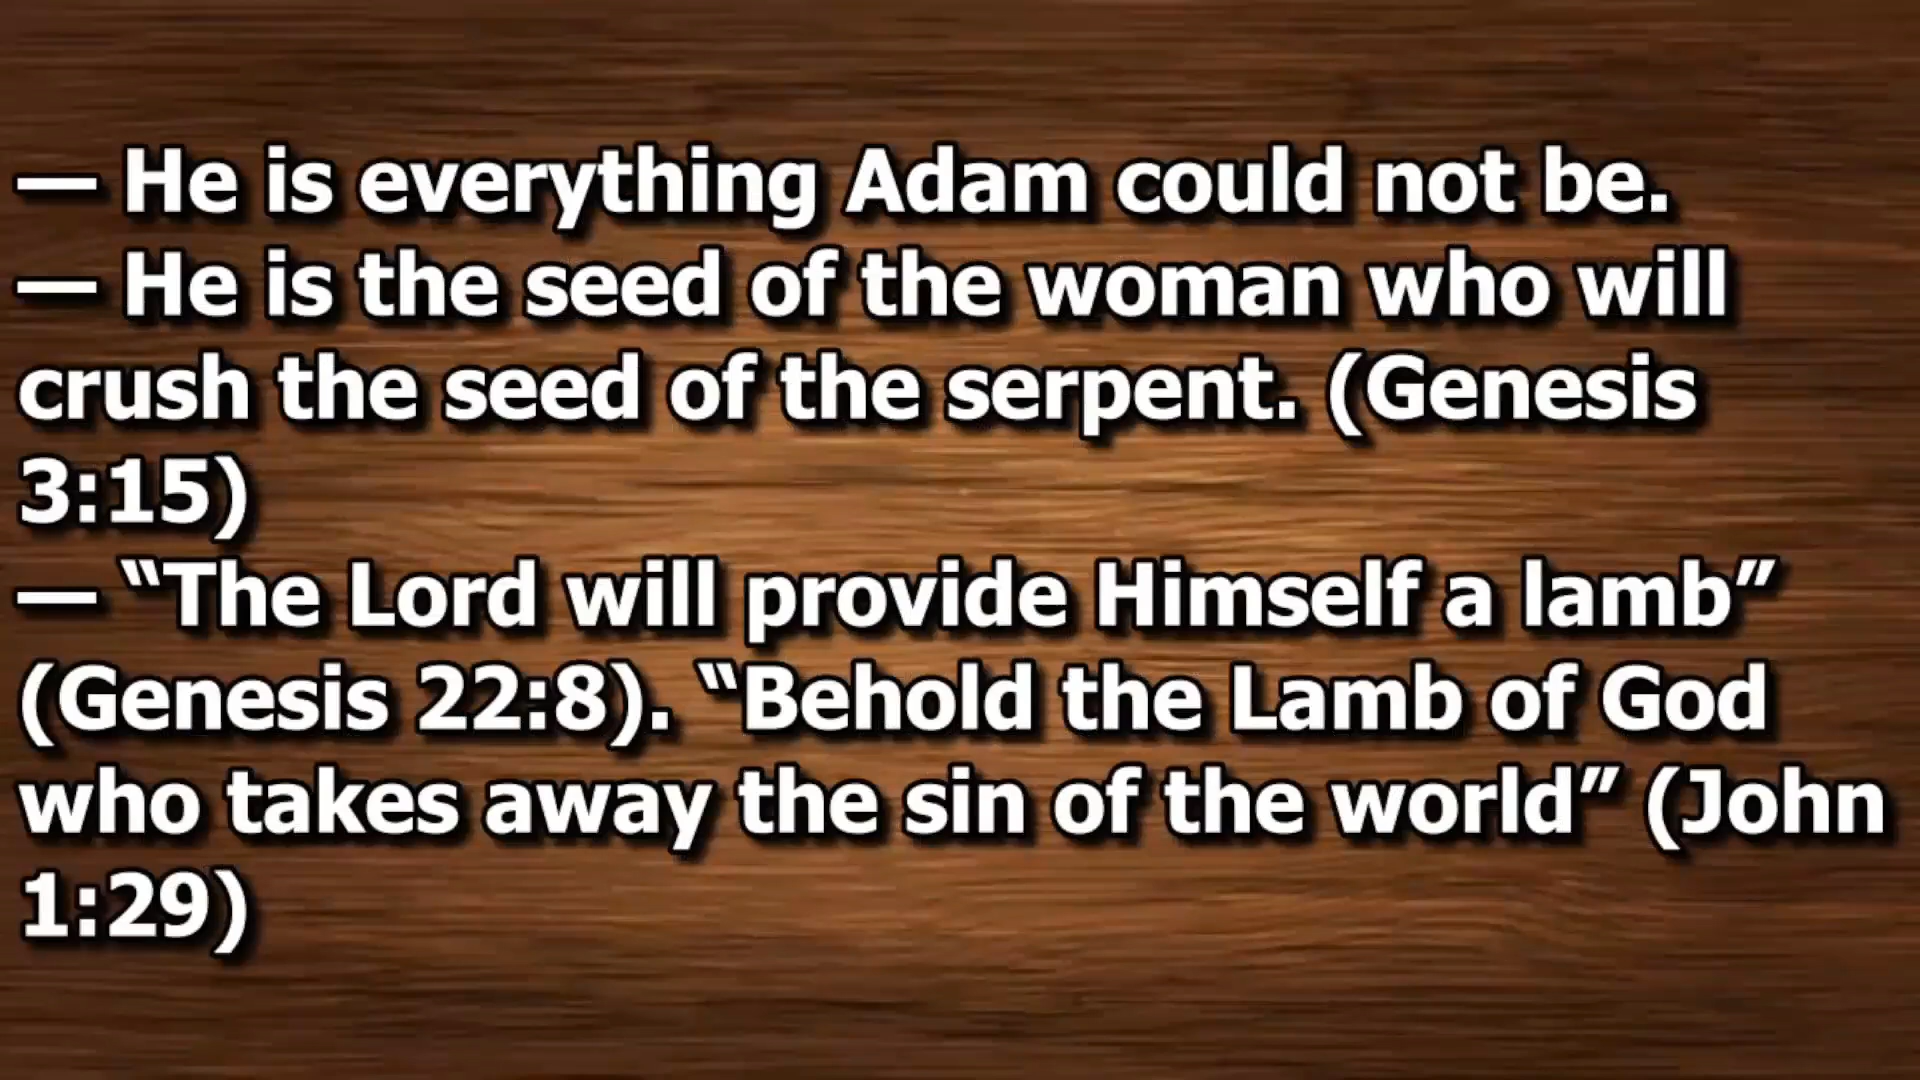 — He is everything Adam could not be.
— He is the seed of the woman who will
crush the seed of the serpent. (Genesis
3:15)
— “The Lord will provide Himself a lamb”
(Genesis 22:8). “Behold the Lamb of God
who takes away the sin of the world” (John
1:29)